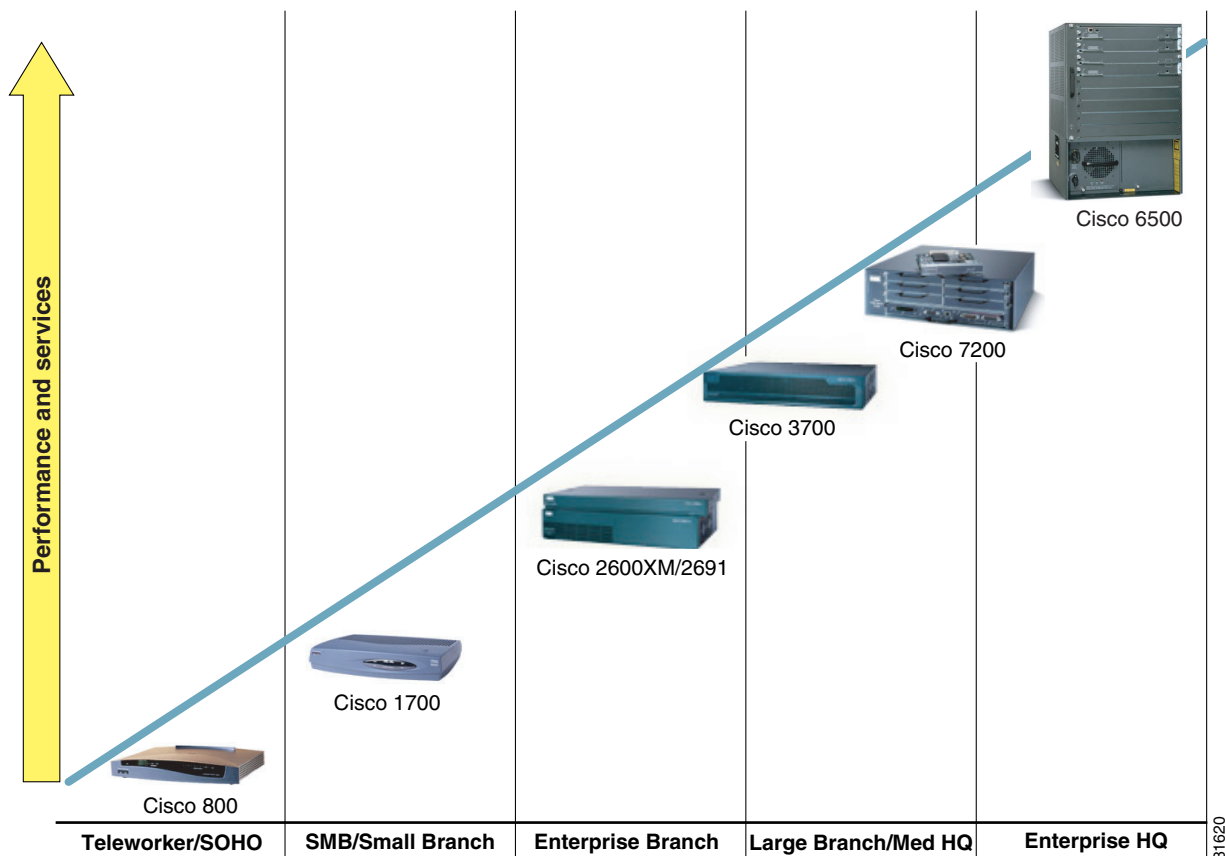 Performance and services
Cisco 6500
Cisco 7200
Cisco 3700
Cisco 2600XM/2691
Cisco 1700
Cisco 800
Teleworker/SOHO
SMB/Small Branch
Enterprise Branch
Large Branch/Med HQ
Enterprise HQ